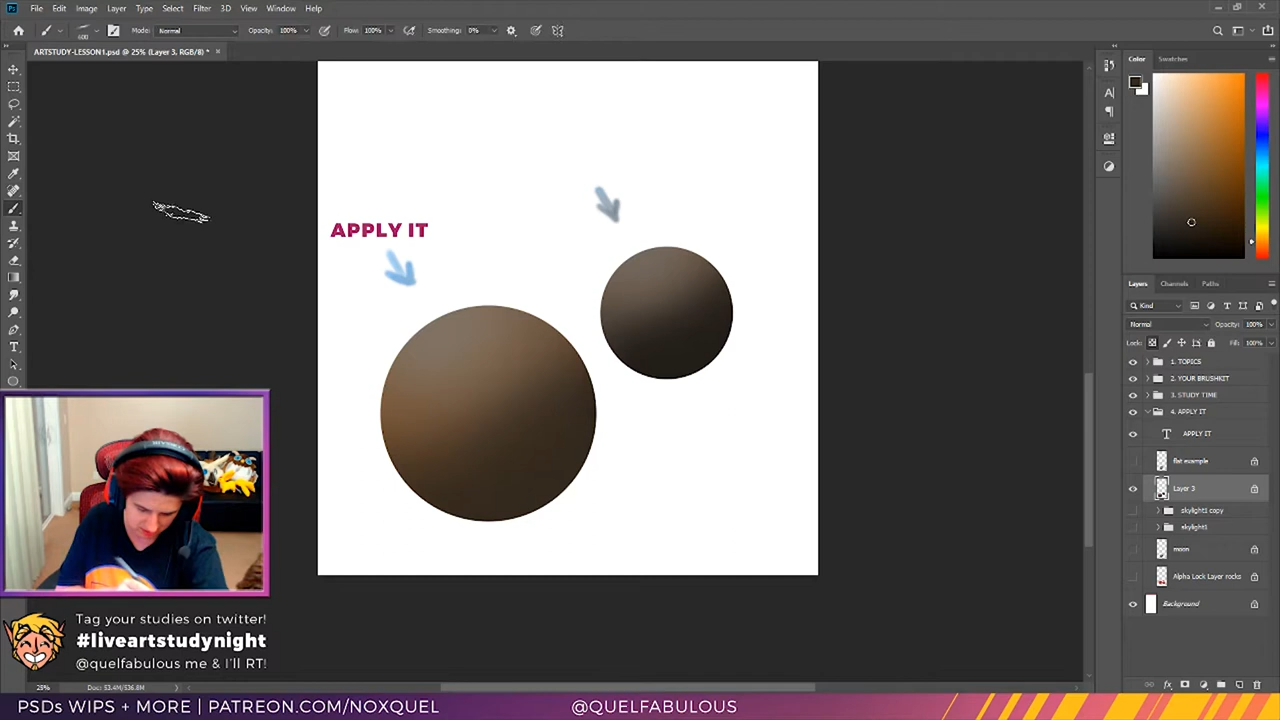 File Edit Image Layer Type Select Filter 3D View Window Help
600 Mode: Normal Opacity: 100% Flow: 100% Smoothing: 0%
ARTSTUDY-LESSON1.psd @ 25% (Layer 3, RGB/8) *
Color Swatches
APPLY IT
Layers Channels Paths
Kind
Normal Opacity: 100%
Lock: Fill: 100%
1. TOPICS
2. YOUR BRUSHKIT
3. STUDY TIME
4. APPLY IT
APPLY IT
flat example
Layer 3
skylight1 copy
skylight1
moon
Alpha Lock Layer rocks
Background
Tag your studies on twitter!
#liveartstudynight
@quelfabulous me & I'll RT!
25% Doc: 53.4M/536.8M
PSDs WIPS + MORE | PATREON.COM/NOXQUEL @QUELFABULOUS